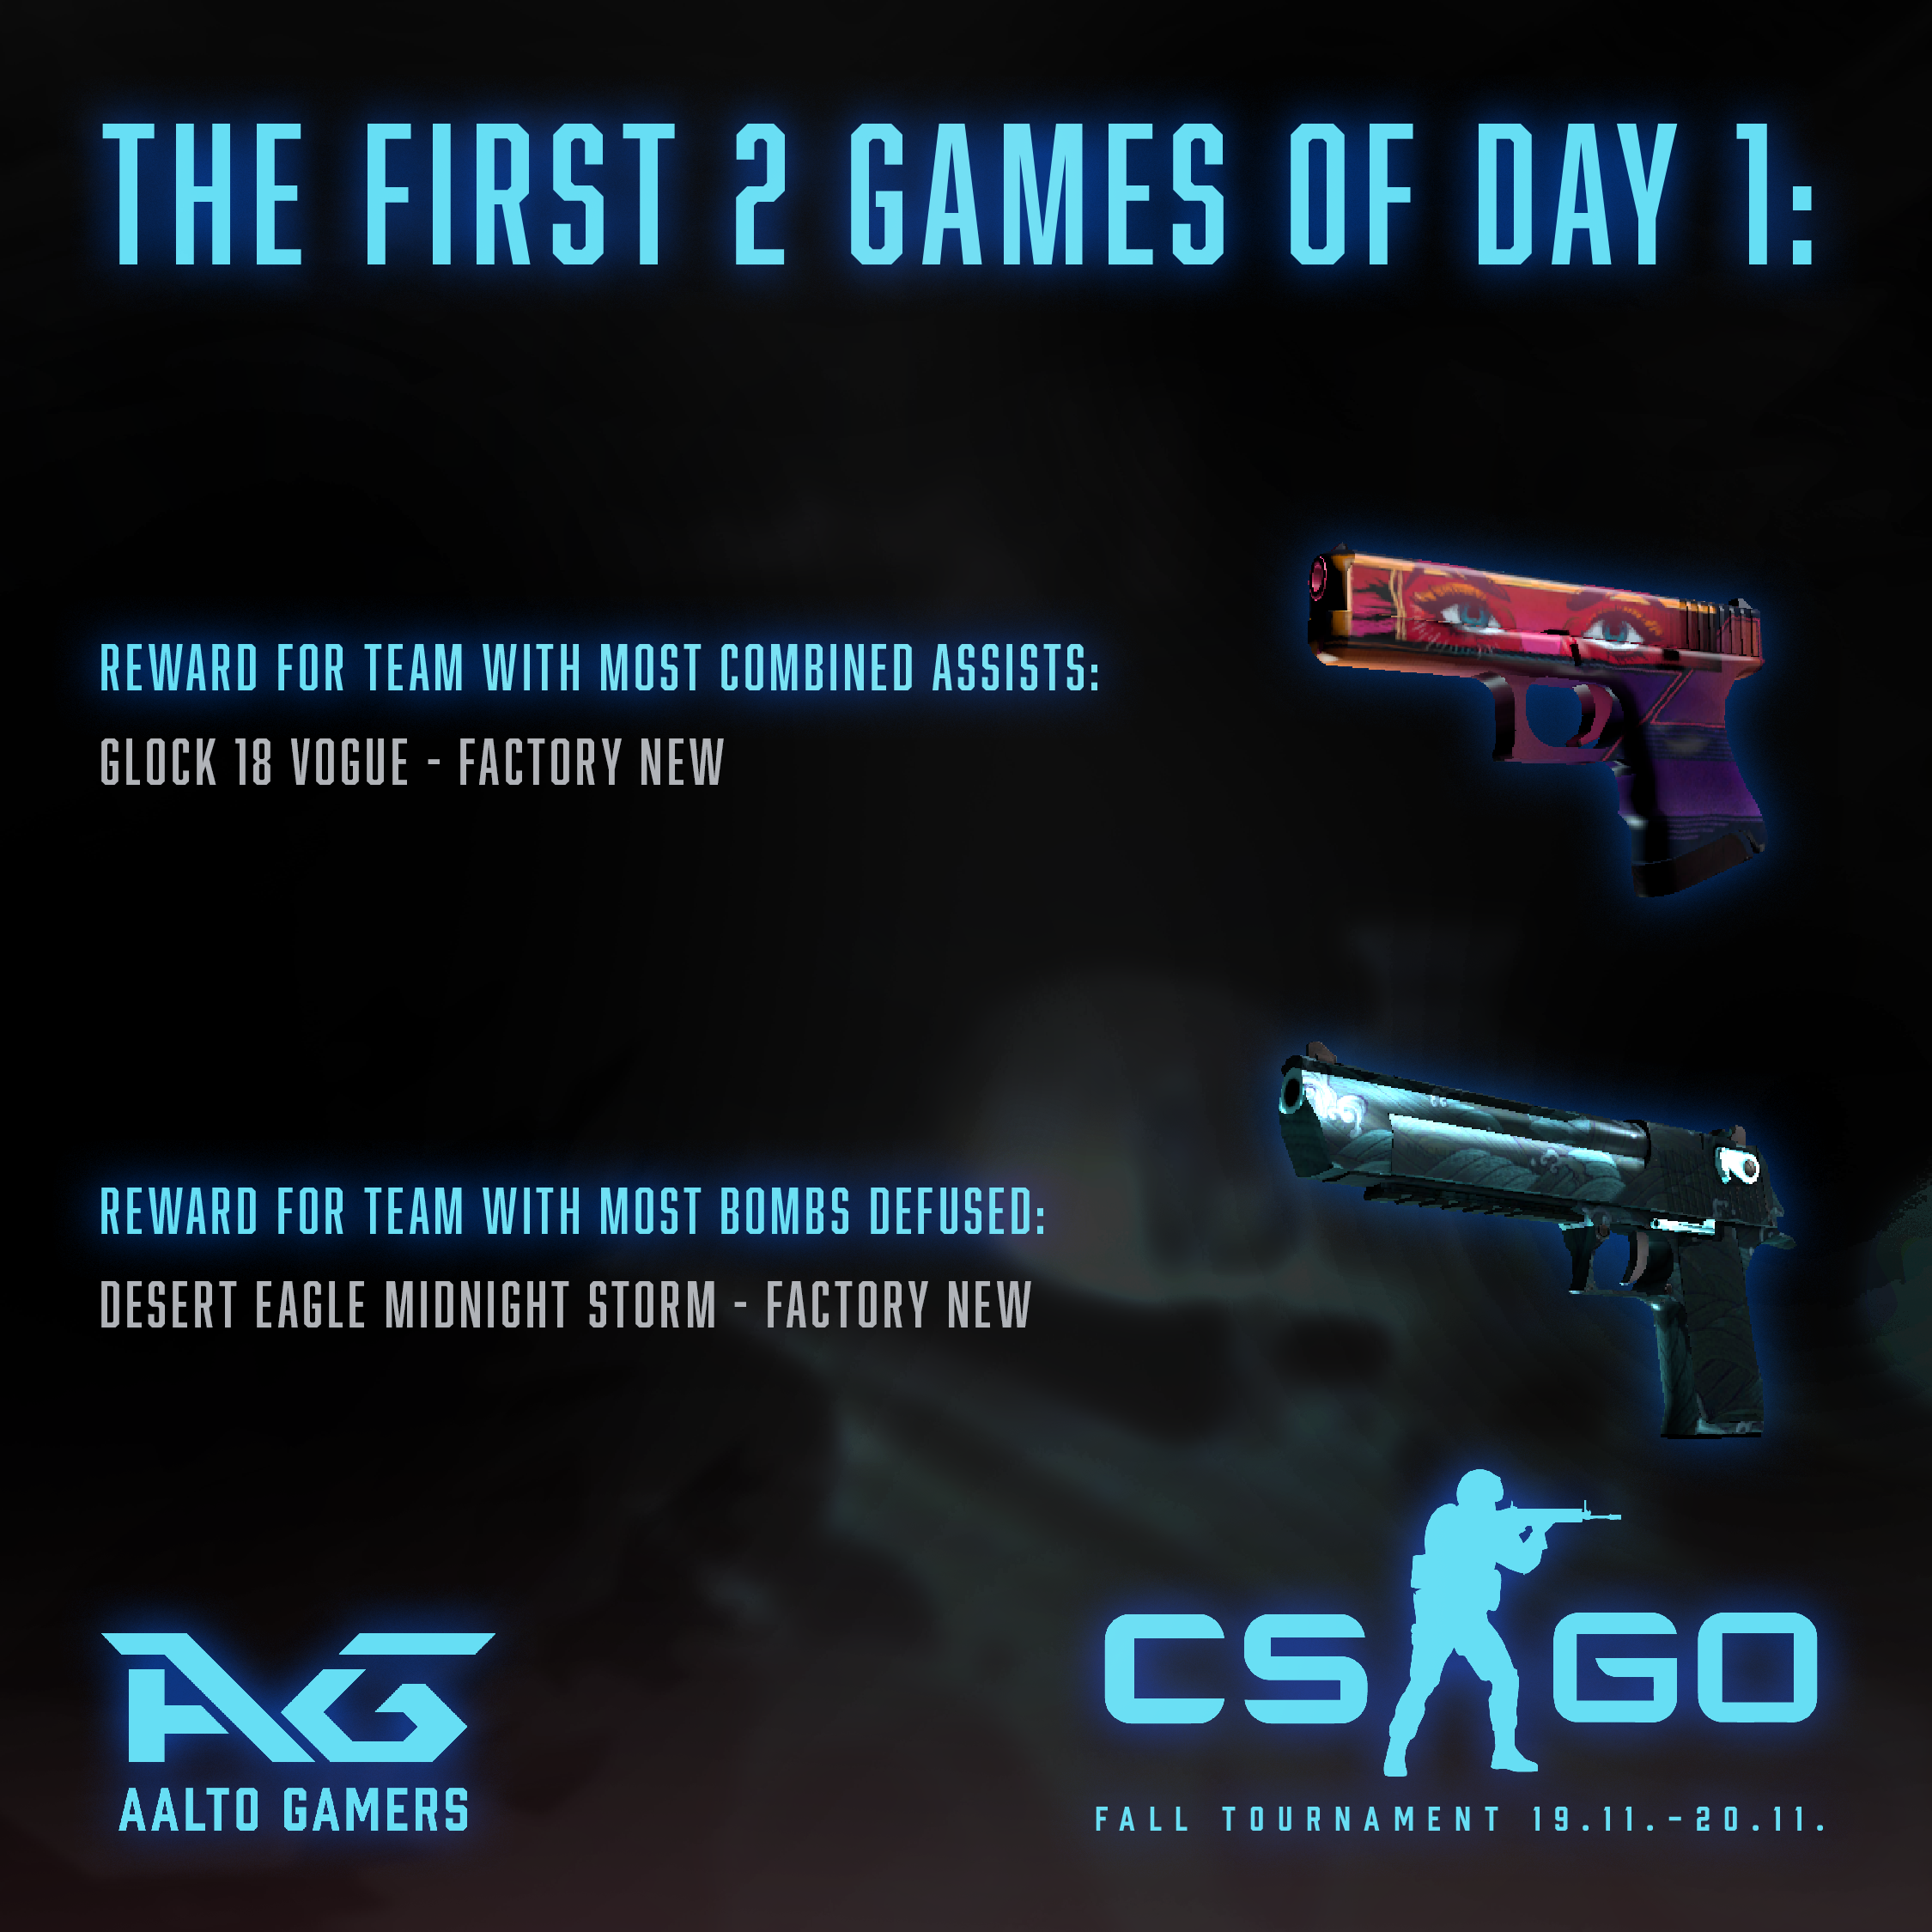 THE FIRST 2 GAMES OF DAY 1:
REWARD FOR TEAM WITH MOST COMBINED ASSISTS:
GLOCK 18 VOGUE - FACTORY NEW
REWARD FOR TEAM WITH MOST BOMBS DEFUSED:
DESERT EAGLE MIDNIGHT STORM - FACTORY NEW
AG
AALTO GAMERS
CS GO
FALL TOURNAMENT 19.11.-20.11.